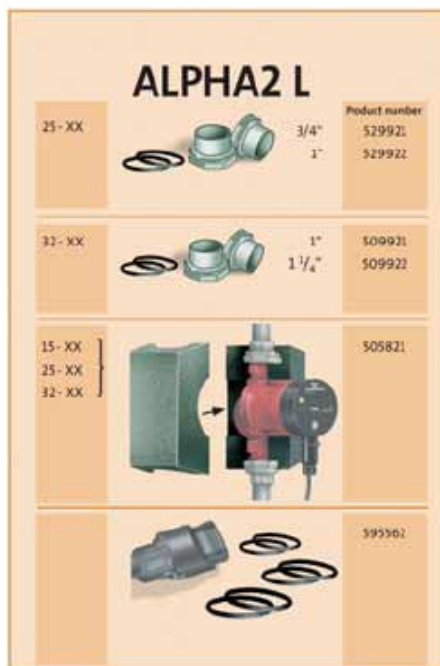 ALPHA2 L
Product number
25 - XX 3/4" 529921
1" 529922
32 - XX 1" 509921
1 1/4" 509922
15 - XX 505821
25 - XX
32 - XX
595562